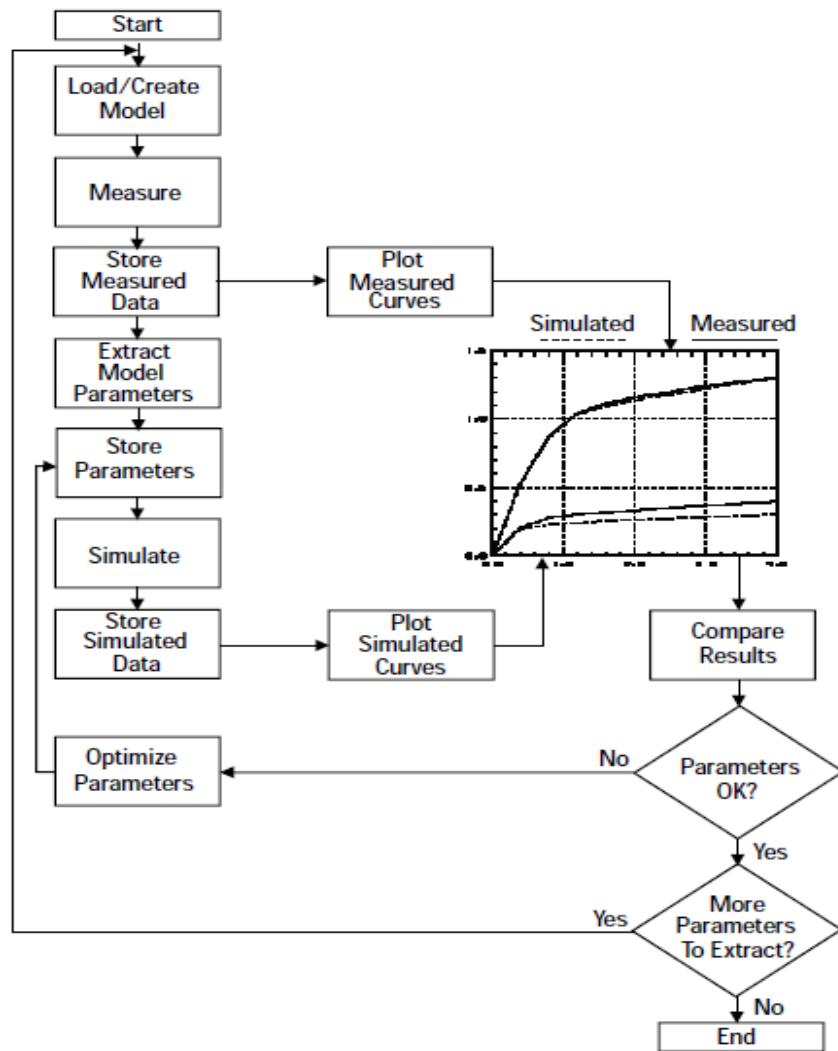 Start
Load/Create
Model
Measure
Store
Measured
Data
Plot
Measured
Curves
Simulated
Measured
Extract
Model
Parameters
Store
Parameters
Simulate
Store
Simulated
Data
Plot
Simulated
Curves
Compare
Results
Optimize
Parameters
No
Parameters
OK?
Yes
Yes
More
Parameters
To Extract?
No
End